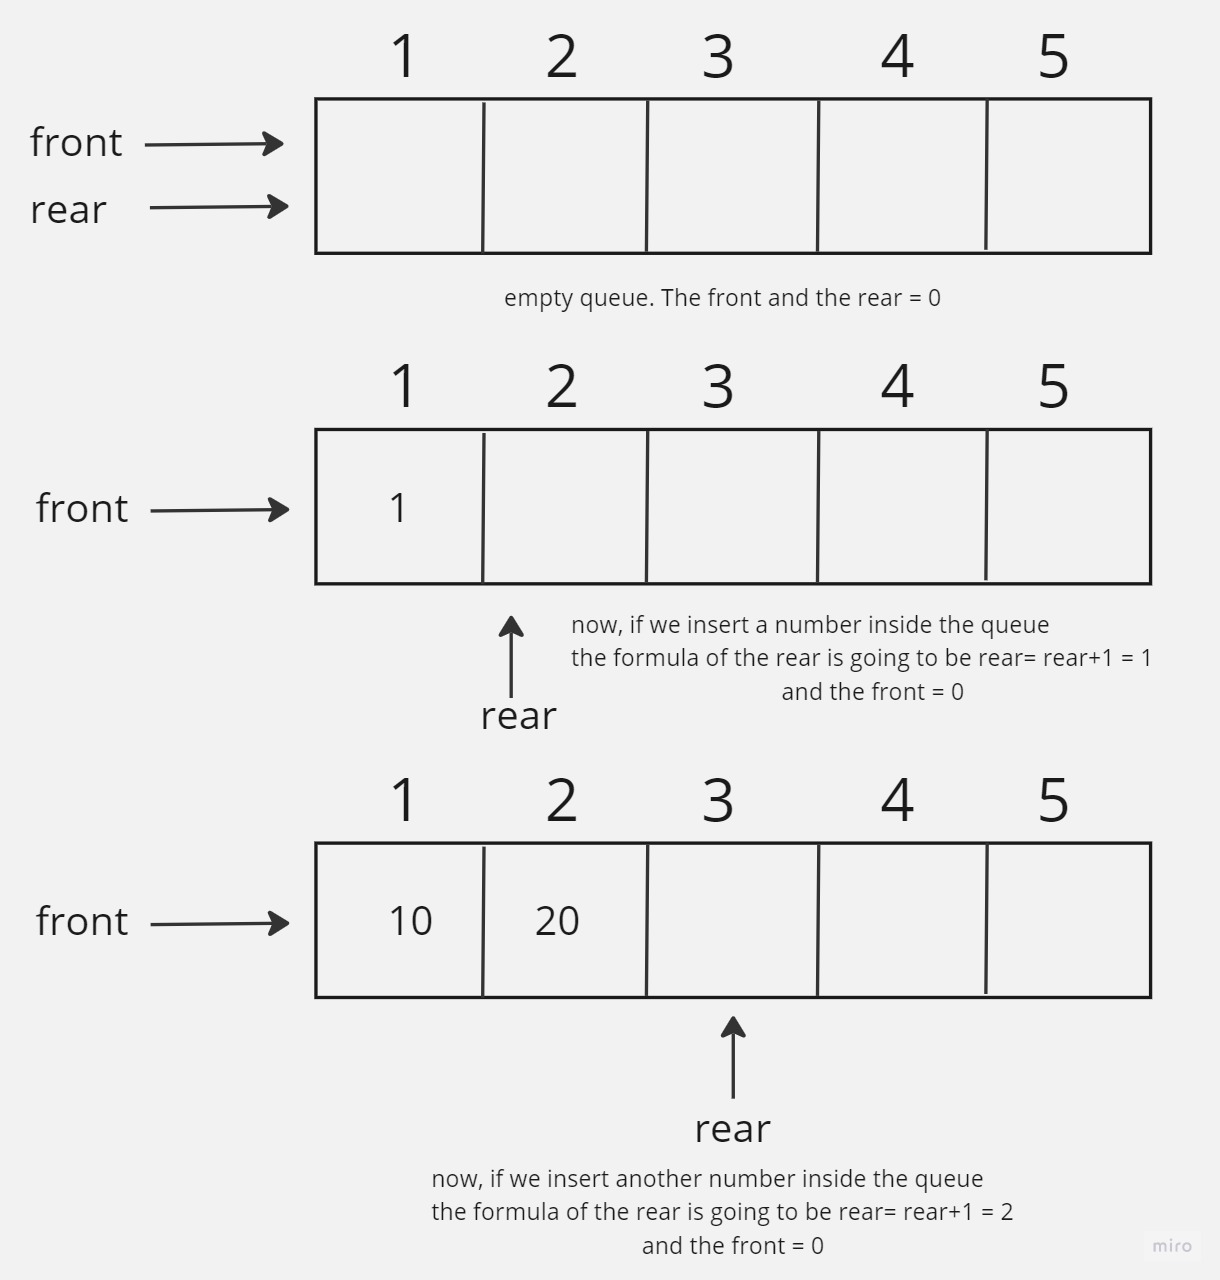 1 2 3 4 5
front
rear
empty queue. The front and the rear = 0
1 2 3 4 5
front 1
now, if we insert a number inside the queue
the formula of the rear is going to be rear= rear+1 = 1
and the front = 0
rear
1 2 3 4 5
front 10 20
rear
now, if we insert another number inside the queue
the formula of the rear is going to be rear= rear+1 = 2
and the front = 0
miro